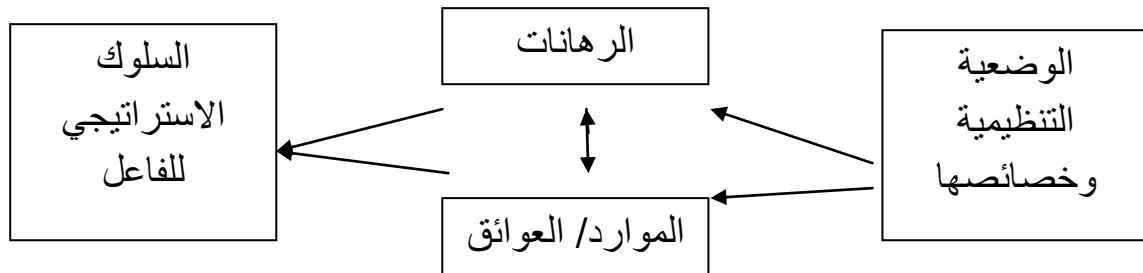 الوضعية
التنظيمية
وخصائصها
الرهانات
الموارد/ العوائق
السلوك
الاستراتيجي
للفاعل